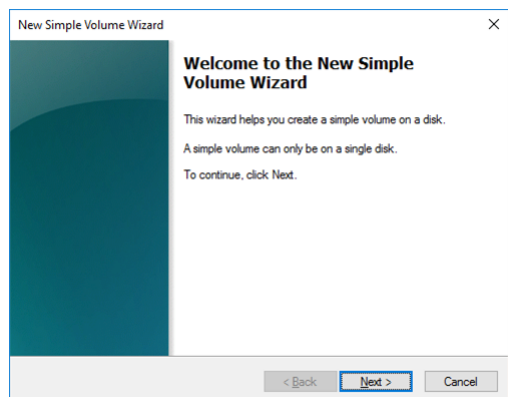 New Simple Volume Wizard
Welcome to the New Simple
Volume Wizard
This wizard helps you create a simple volume on a disk.
A simple volume can only be on a single disk.
To continue, click Next.
< Back Next > Cancel